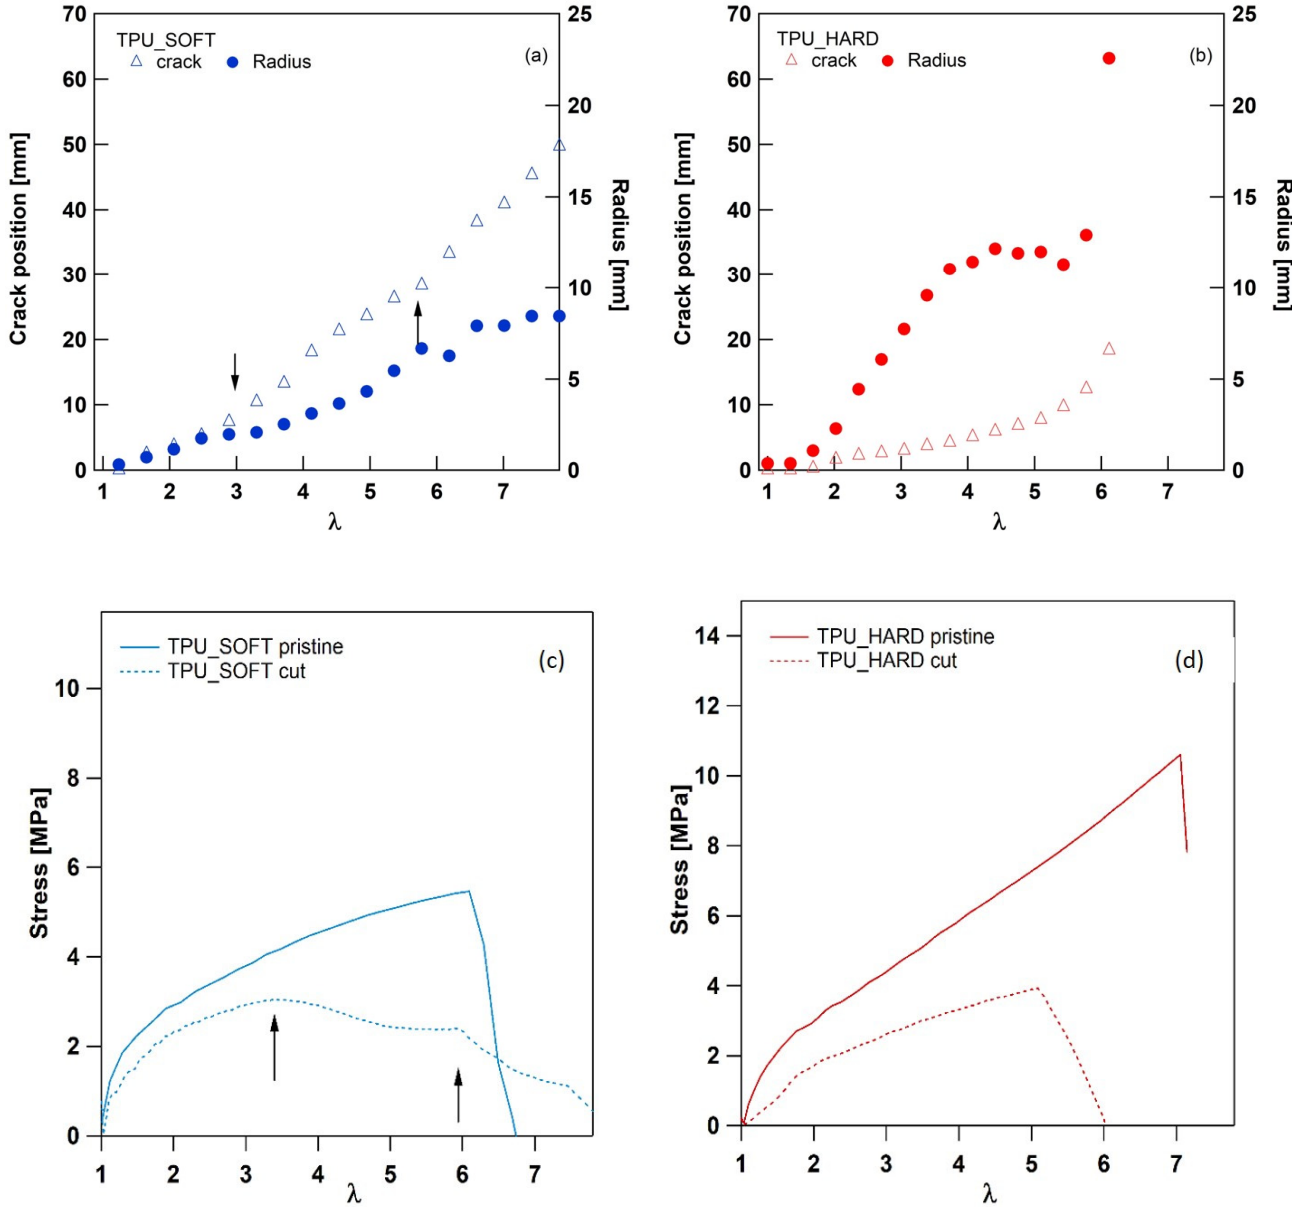 TPU_SOFT
△ crack ● Radius
(a)
70
60
50
40
30
20
10
0
Crack position [mm]
25
20
15
10
5
0
Radius [mm]
1 2 3 4 5 6 7
λ
TPU_HARD
△ crack ● Radius
(b)
70
60
50
40
30
20
10
0
Crack position [mm]
25
20
15
10
5
0
Radius [mm]
1 2 3 4 5 6 7
λ
TPU_SOFT pristine
TPU_SOFT cut
(c)
10
8
6
4
2
0
Stress [MPa]
1 2 3 4 5 6 7
λ
TPU_HARD pristine
TPU_HARD cut
(d)
14
12
10
8
6
4
2
0
Stress [MPa]
1 2 3 4 5 6 7
λ